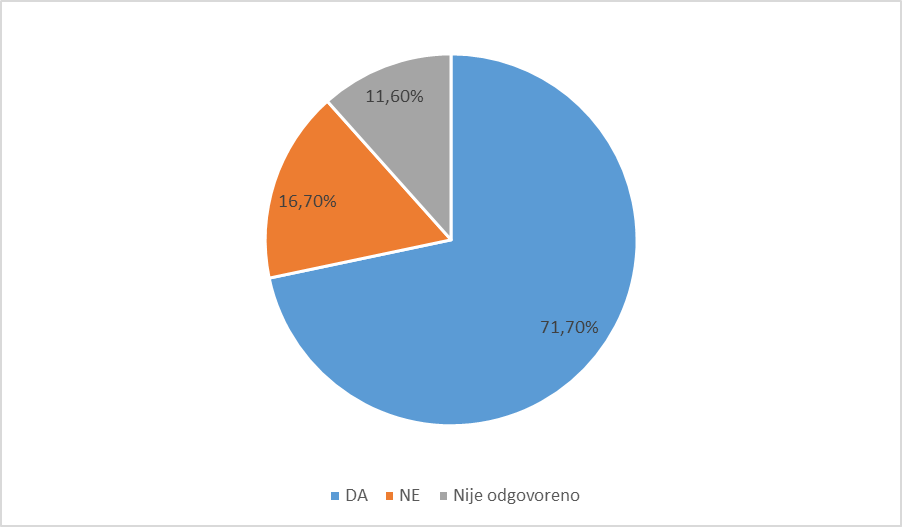 11,60%
16,70%
71,70%
DA NE Nije odgovoreno